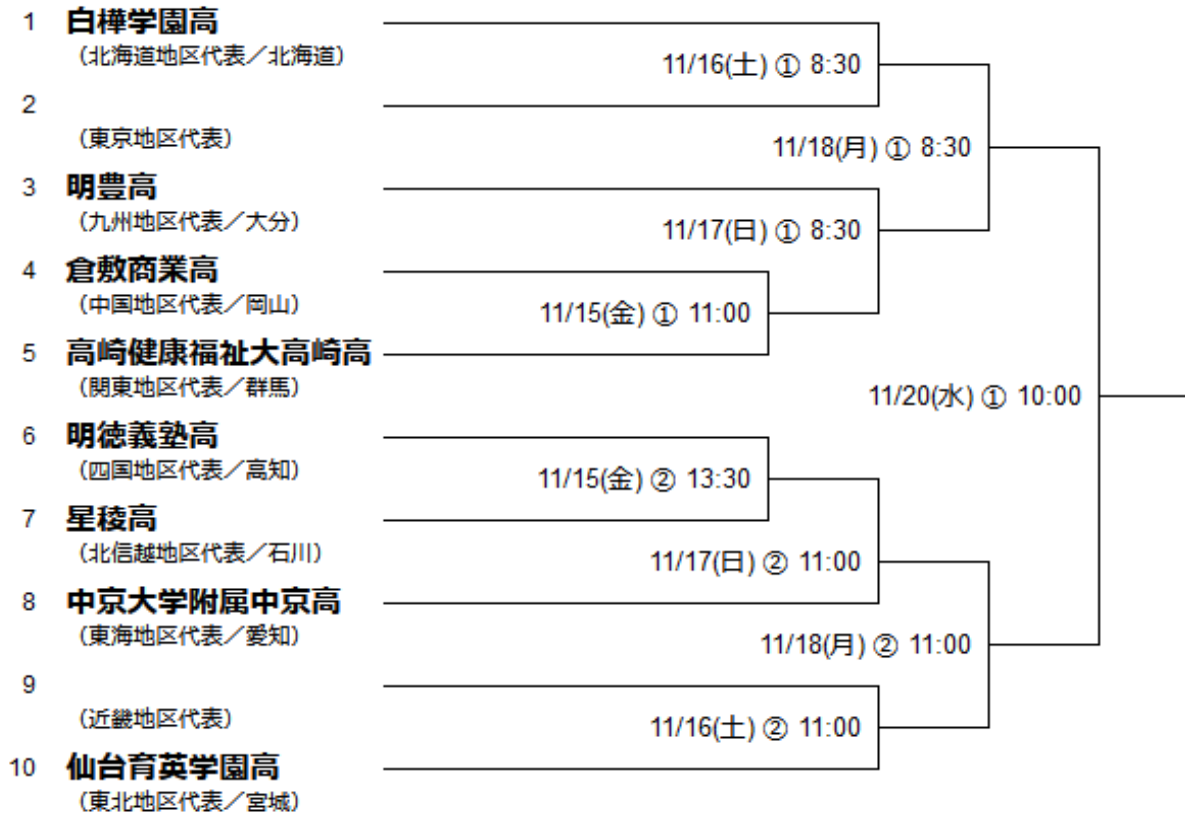 1 白樺学園高
(北海道地区代表／北海道)
11/16(土) ① 8:30
2
(東京地区代表)
11/18(月) ① 8:30
3 明豊高
(九州地区代表／大分)
11/17(日) ① 8:30
4 倉敷商業高
(中国地区代表／岡山)
11/15(金) ① 11:00
5 高崎健康福祉大高崎高
(関東地区代表／群馬)
11/20(水) ① 10:00
6 明徳義塾高
(四国地区代表／高知)
11/15(金) ② 13:30
7 星稜高
(北信越地区代表／石川)
11/17(日) ② 11:00
8 中京大学附属中京高
(東海地区代表／愛知)
11/18(月) ② 11:00
9
(近畿地区代表)
11/16(土) ② 11:00
10 仙台育英学園高
(東北地区代表／宮城)